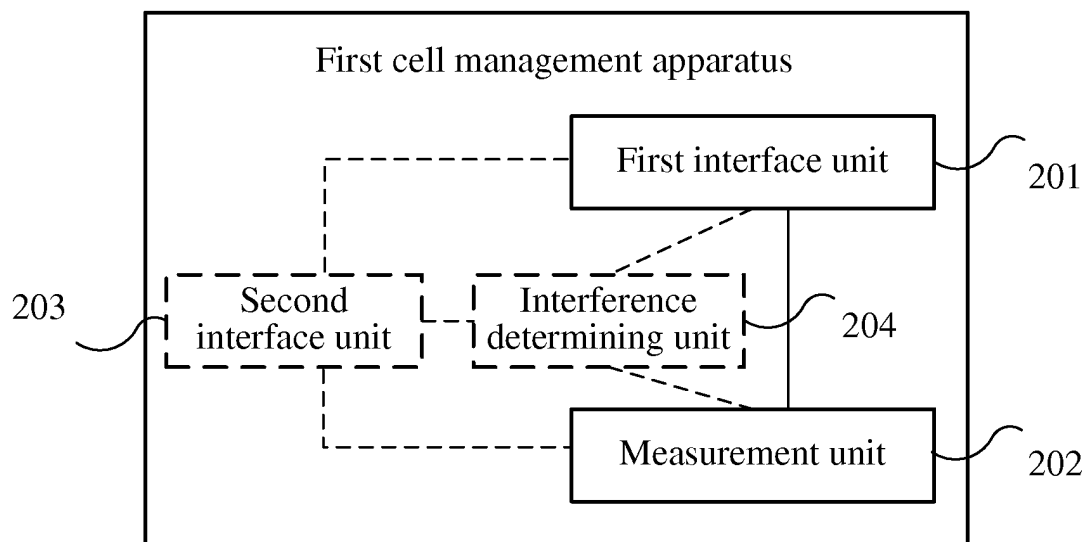 First cell management apparatus
First interface unit
201
203
Second
interface unit
Interference
determining unit
204
Measurement unit
202